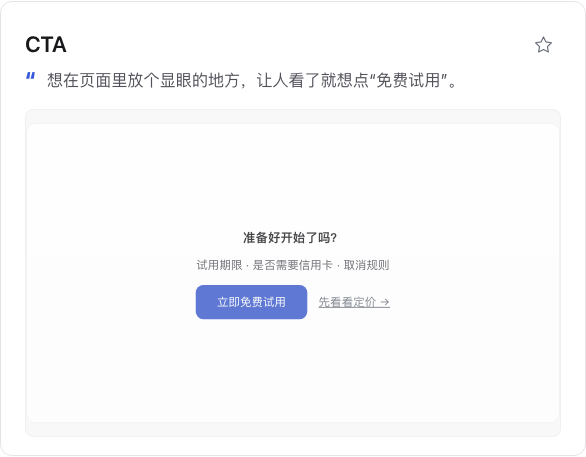 CTA
“ 想在页面里放个显眼的地方，让人看了就想点“免费试用”。
准备好开始了吗？
试用期限 · 是否需要信用卡 · 取消规则
立即免费试用 先看看定价 →